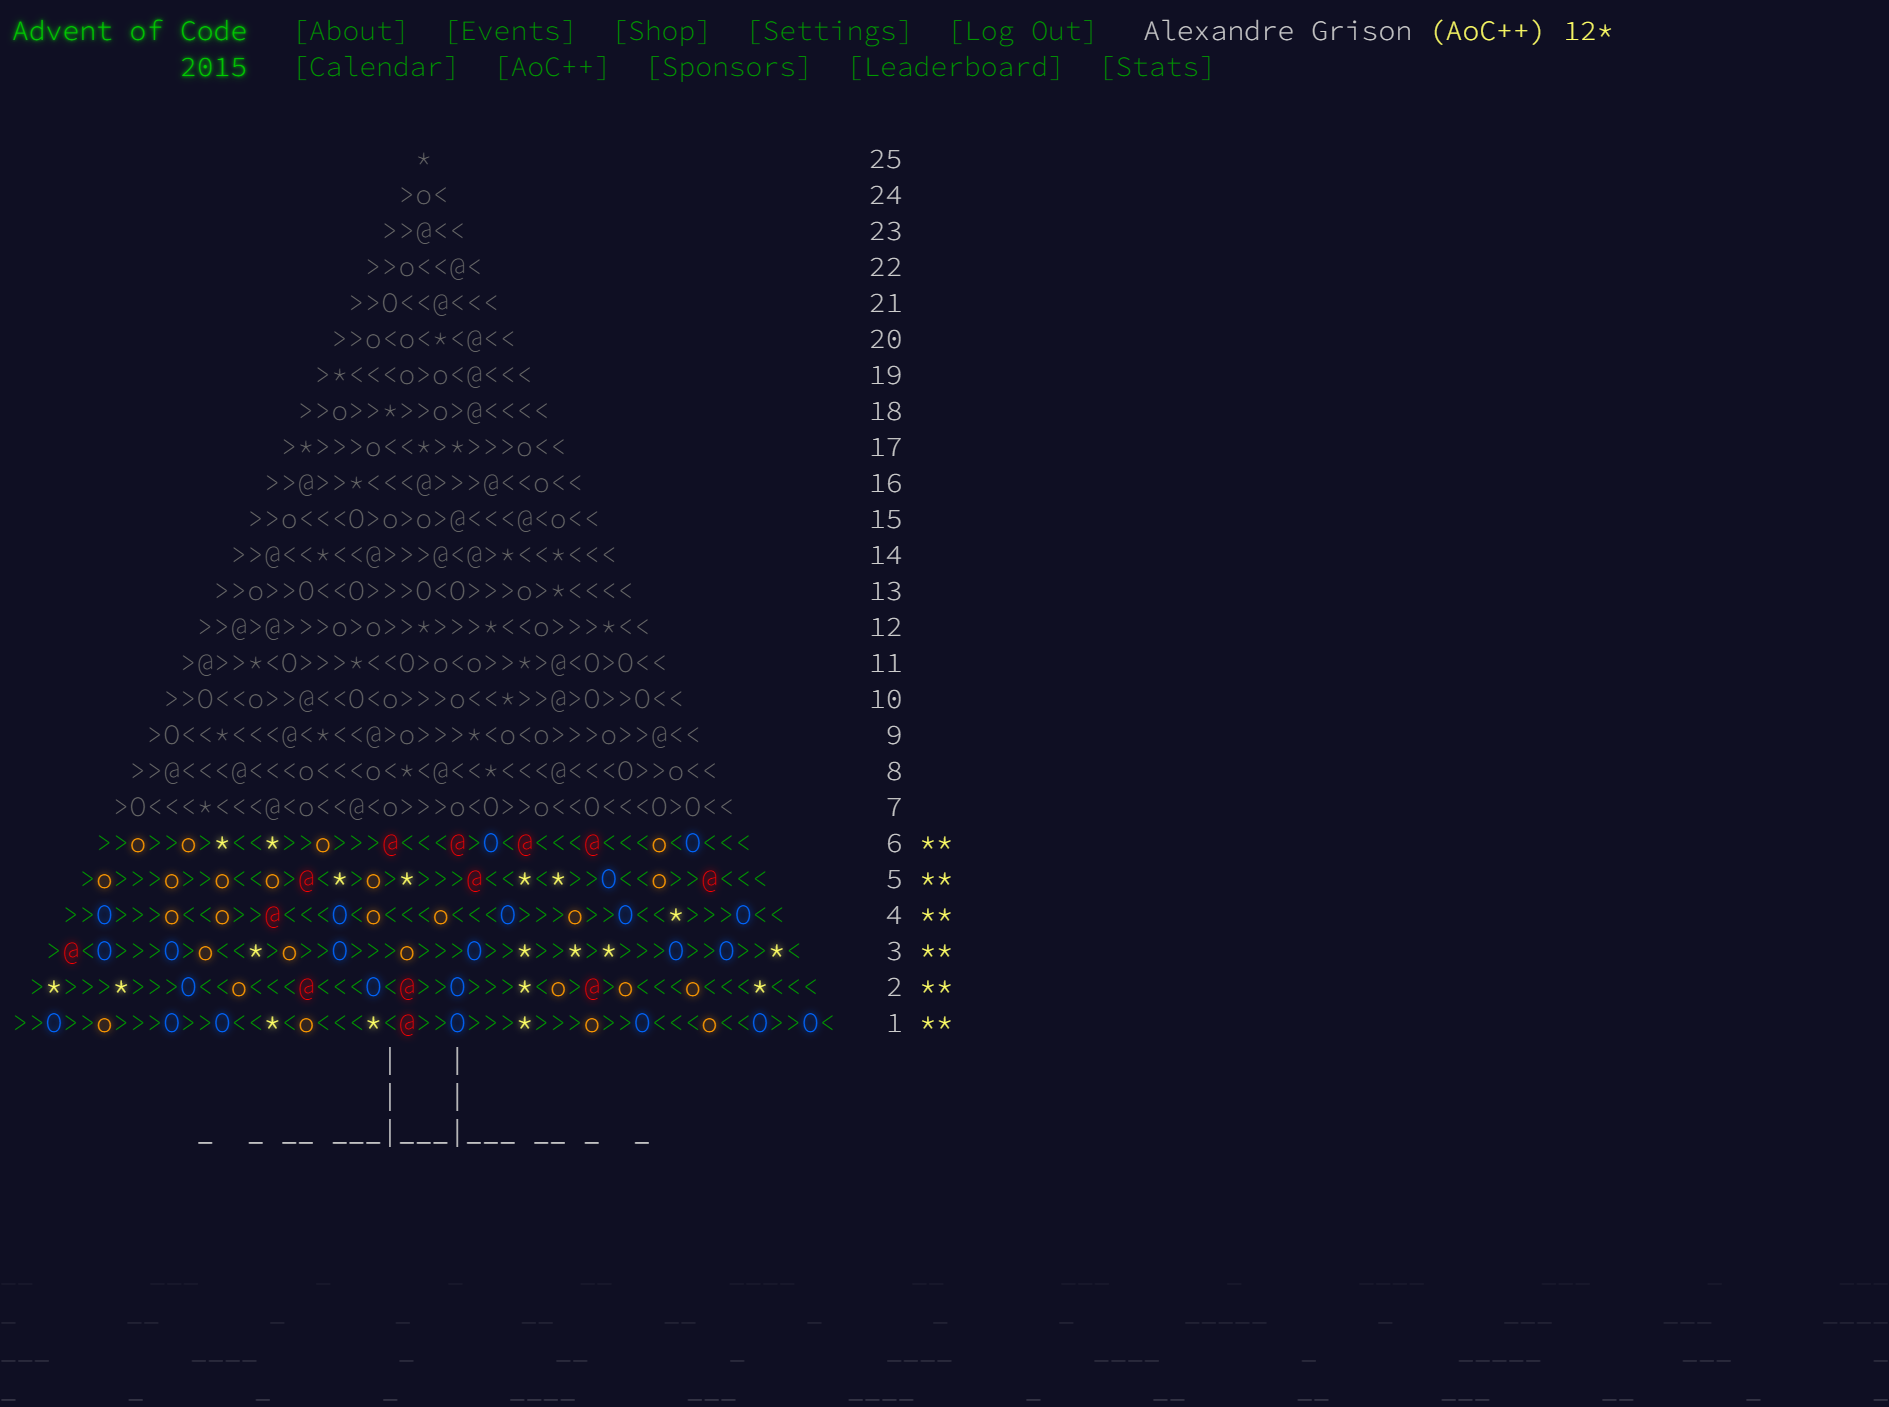 Advent of Code [About] [Events] [Shop] [Settings] [Log Out] Alexandre Grison (AoC++) 12*
2015 [Calendar] [AoC++] [Sponsors] [Leaderboard] [Stats]
* 25
>o< 24
>>@<< 23
>>o<<@< 22
>>O<<@<<< 21
>>o<o<*<@<< 20
>*<<<o>o<@<<< 19
>>o>>*>>o>@<<<< 18
>*>>>o<<*>*>>>o<< 17
>>@>>*<<<@>>>@<<o<< 16
>>o<<<O>o>o>@<<<@<o<< 15
>>@<<*<<@>>>@<@>*<<*<<< 14
>>o>>O<<O>>>O<O>>>o>*<<<< 13
>>@>@>>>o>o>>*>>>*<<o>>>*<< 12
>@>>*<O>>>*<<O>o<o>>*>@<O>O<< 11
>>O<<o>>@<<O<o>>>o<<*>>@>O>>O<< 10
>O<<*<<<@<*<<@>o>>>*<o<o>>>o>>@<< 9
>>@<<<@<<<o<<<o<*<@<<*<<<@<<<O>>o<< 8
>O<<<*<<<@<o<<@<o>>>o<O>>o<<O<<<O>O<< 7
>>o>>o>*<<*>>o>>>@<<<@>O<@<<<@<<<o<O<<< 6 **
>o>>>o>>o<<o>@<*>o>*>>>@<<*<*>>O<<o>>@<<< 5 **
>>O>>>o<<o>>@<<<O<o<<<o<<<O>>>o>>O<<*>>>O<< 4 **
>@<O>>>O>o<<*>o>>O>>>o>>>O>>*>>*>*>>>O>>O>>*< 3 **
>*>>>*>>>O<<o<<<@<<<O<@>>O>>>*<o>@>o<<<o<<<*<<< 2 **
>>O>>o>>>O>>O<<*<o<<<*<@>>O>>>*>>>o>>O<<<o<<O>>O< 1 **
| |
| |
_ _ __ ___|___|___ __ _ _